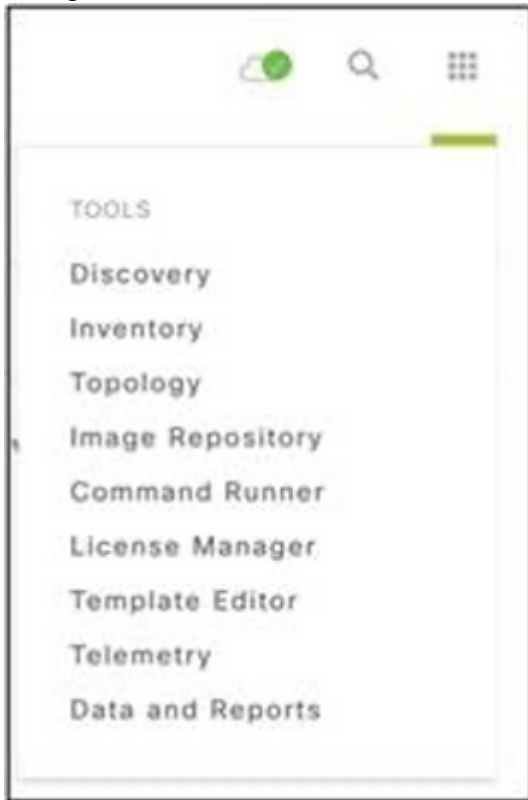 TOOLS
Discovery
Inventory
Topology
Image Repository
Command Runner
License Manager
Template Editor
Telemetry
Data and Reports